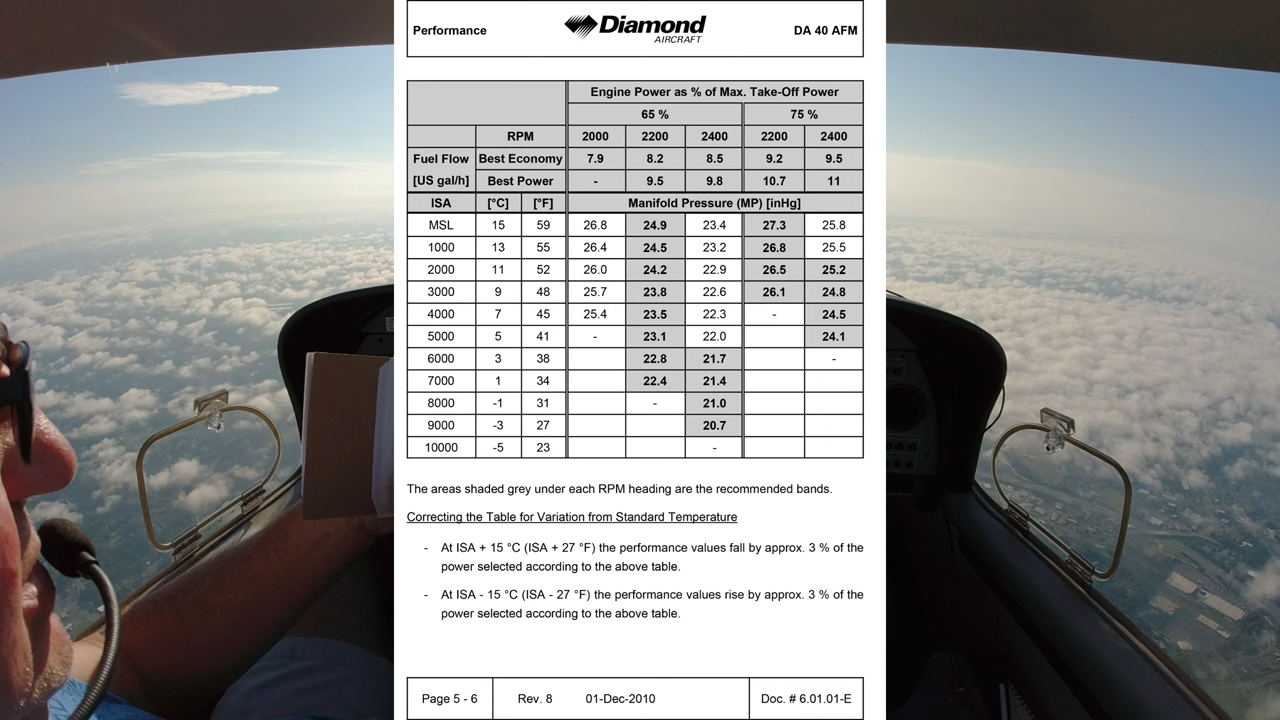 Performance
Diamond
AIRCRAFT
DA 40 AFM
Engine Power as % of Max. Take-Off Power
65 % 75 %
RPM 2000 2200 2400 2200 2400
Fuel Flow Best Economy 7.9 8.2 8.5 9.2 9.5
[US gal/h] Best Power - 9.5 9.8 10.7 11
ISA [°C] [°F] Manifold Pressure (MP) [inHg]
MSL 15 59 26.8 24.9 23.4 27.3 25.8
1000 13 55 26.4 24.5 23.2 26.8 25.5
2000 11 52 26.0 24.2 22.9 26.5 25.2
3000 9 48 25.7 23.8 22.6 26.1 24.8
4000 7 45 25.4 23.5 22.3 - 24.5
5000 5 41 - 23.1 22.0 24.1
6000 3 38 22.8 21.7 -
7000 1 34 22.4 21.4
8000 -1 31 - 21.0
9000 -3 27 20.7
10000 -5 23 -
The areas shaded grey under each RPM heading are the recommended bands.
Correcting the Table for Variation from Standard Temperature
- At ISA + 15 °C (ISA + 27 °F) the performance values fall by approx. 3 % of the
power selected according to the above table.
- At ISA - 15 °C (ISA - 27 °F) the performance values rise by approx. 3 % of the
power selected according to the above table.
Page 5 - 6 Rev. 8 01-Dec-2010 Doc. # 6.01.01-E